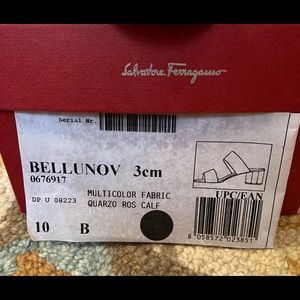 Salvatore Ferragamo
Serial Nr.
BELLUNOV 3cm
0676917
MULTICOLOR FABRIC
DP U 08223
QUARZO ROS CALF
UPC/EAN
10 B
8 058572 023851